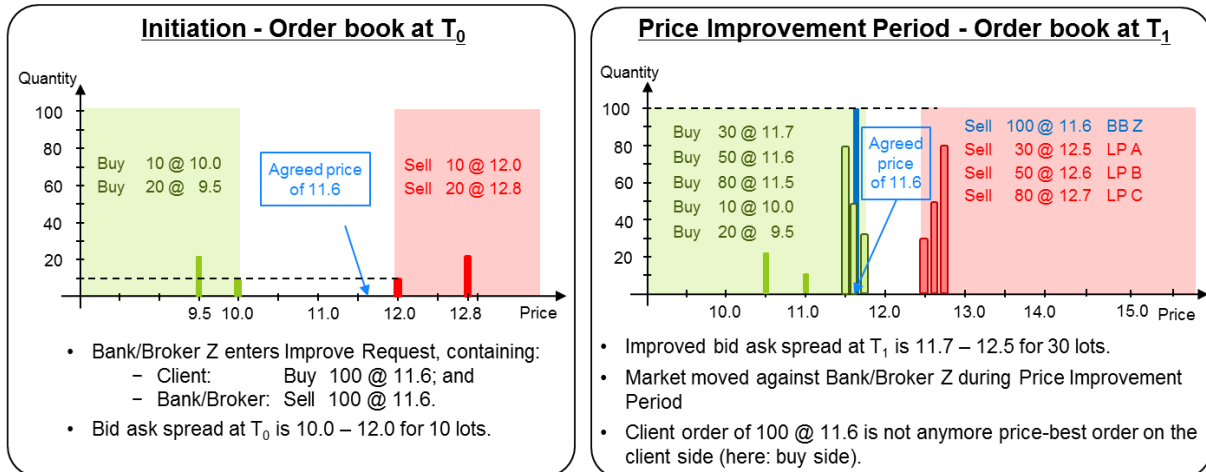 Initiation - Order book at T0
Quantity
100
80
60
40
20
Buy 10 @ 10.0
Buy 20 @ 9.5
Agreed price
of 11.6
Sell 10 @ 12.0
Sell 20 @ 12.8
9.5 10.0 11.0 12.0 12.8 Price
• Bank/Broker Z enters Improve Request, containing:
− Client: Buy 100 @ 11.6; and
− Bank/Broker: Sell 100 @ 11.6.
• Bid ask spread at T0 is 10.0 – 12.0 for 10 lots.
Price Improvement Period - Order book at T1
Quantity
100
80
60
40
20
Buy 30 @ 11.7
Buy 50 @ 11.6
Buy 80 @ 11.5
Buy 10 @ 10.0
Buy 20 @ 9.5
Agreed
price
of 11.6
Sell 100 @ 11.6 BB Z
Sell 30 @ 12.5 LP A
Sell 50 @ 12.6 LP B
Sell 80 @ 12.7 LP C
10.0 11.0 12.0 13.0 14.0 15.0 Price
• Improved bid ask spread at T1 is 11.7 – 12.5 for 30 lots.
• Market moved against Bank/Broker Z during Price Improvement
Period
• Client order of 100 @ 11.6 is not anymore price-best order on the
client side (here: buy side).